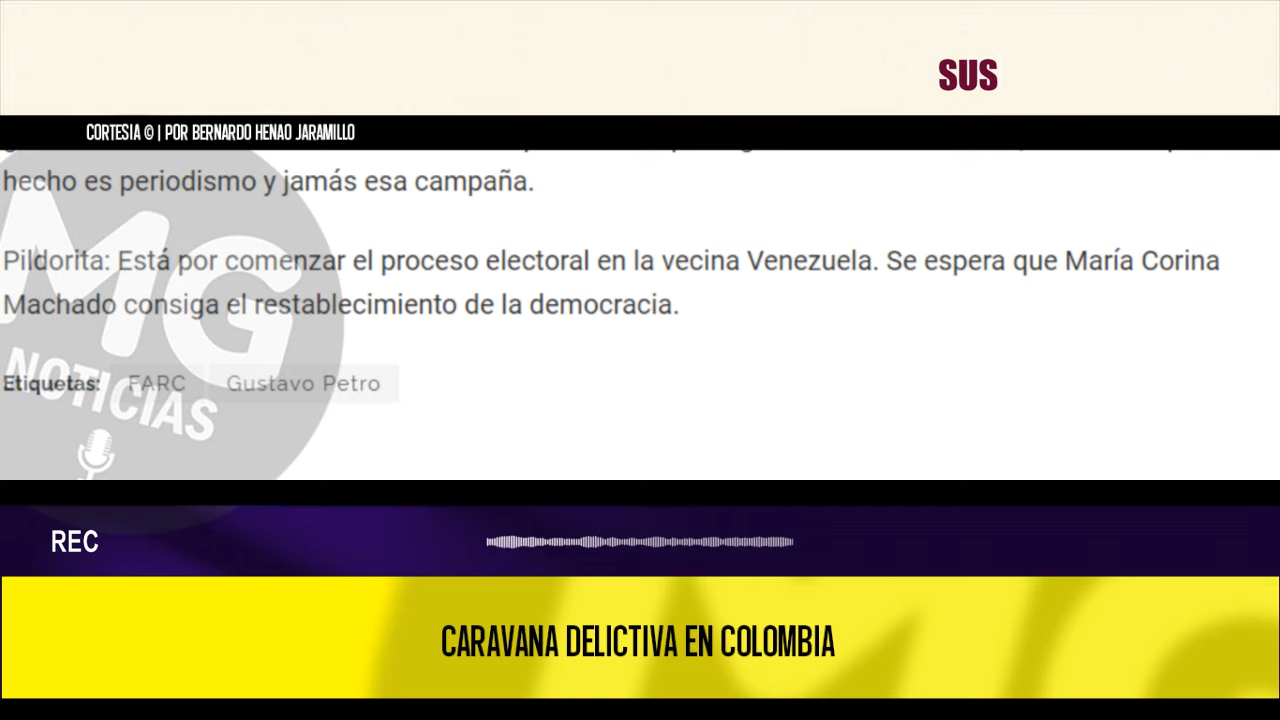 SUS
CORTESIA © | POR BERNARDO HENAO JARAMILLO
hecho es periodismo y jamás esa campaña.
Pildorita: Está por comenzar el proceso electoral en la vecina Venezuela. Se espera que María Corina
Machado consiga el restablecimiento de la democracia.
MG
NOTICIAS
Etiquetas: FARC Gustavo Petro
REC
CARAVANA DELICTIVA EN COLOMBIA